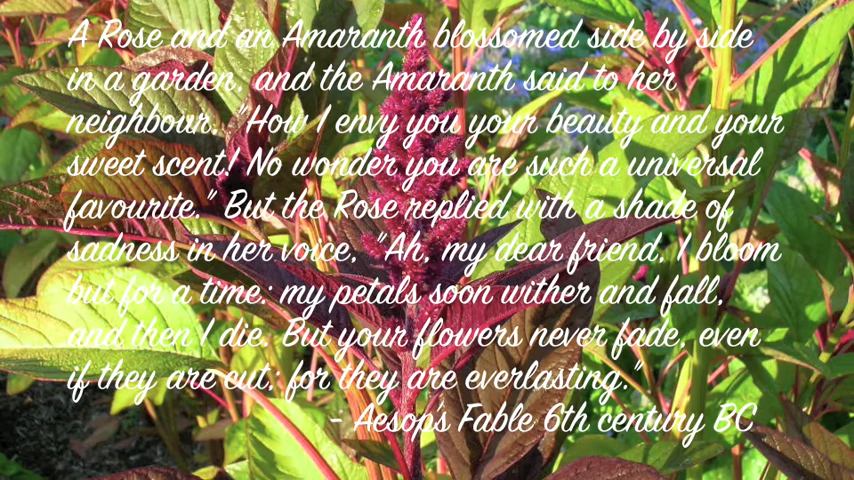 A Rose and an Amaranth blossomed side by side
in a garden, and the Amaranth said to her
neighbour, "How I envy you your beauty and your
sweet scent! No wonder you are such a universal
favourite." But the Rose replied with a shade of
sadness in her voice, "Ah, my dear friend, I bloom
but for a time: my petals soon wither and fall,
and then I die. But your flowers never fade, even
if they are cut; for they are everlasting."
- Aesop's Fable 6th century BC